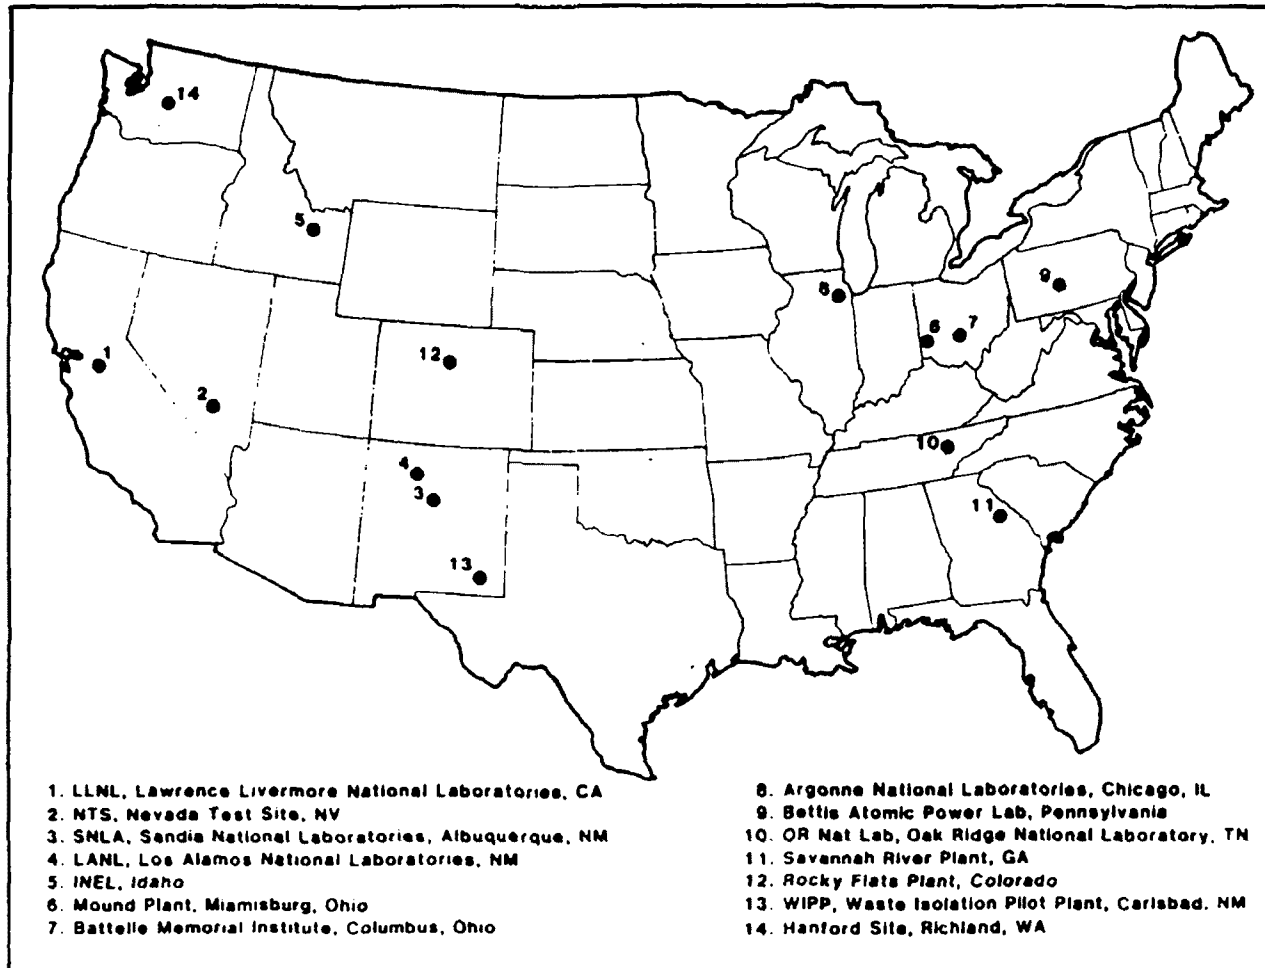 14
5
9
8
1
12
6
7
2
10
4
3
11
13
1. LLNL, Lawrence Livermore National Laboratories, CA
2. NTS, Nevada Test Site, NV
3. SNLA, Sandia National Laboratories, Albuquerque, NM
4. LANL, Los Alamos National Laboratories, NM
5. INEL, Idaho
6. Mound Plant, Miamisburg, Ohio
7. Battelle Memorial Institute, Columbus, Ohio
8. Argonne National Laboratories, Chicago, IL
9. Bettis Atomic Power Lab, Pennsylvania
10. OR Nat Lab, Oak Ridge National Laboratory, TN
11. Savannah River Plant, GA
12. Rocky Flats Plant, Colorado
13. WIPP, Waste Isolation Pilot Plant, Carlsbad, NM
14. Hanford Site, Richland, WA